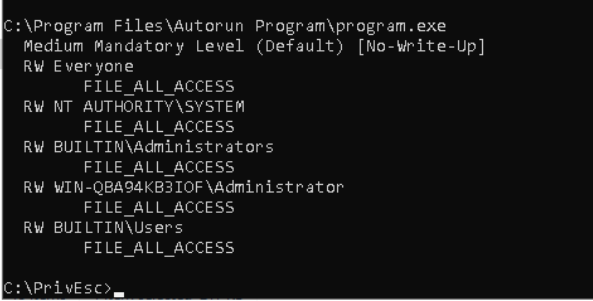 C:\Program Files\Autorun Program\program.exe
Medium Mandatory Level (Default) [No-Write-Up]
RW Everyone
FILE_ALL_ACCESS
RW NT AUTHORITY\SYSTEM
FILE_ALL_ACCESS
RW BUILTIN\Administrators
FILE_ALL_ACCESS
RW WIN-QBA94KB3IOF\Administrator
FILE_ALL_ACCESS
RW BUILTIN\Users
FILE_ALL_ACCESS
C:\PrivEsc>